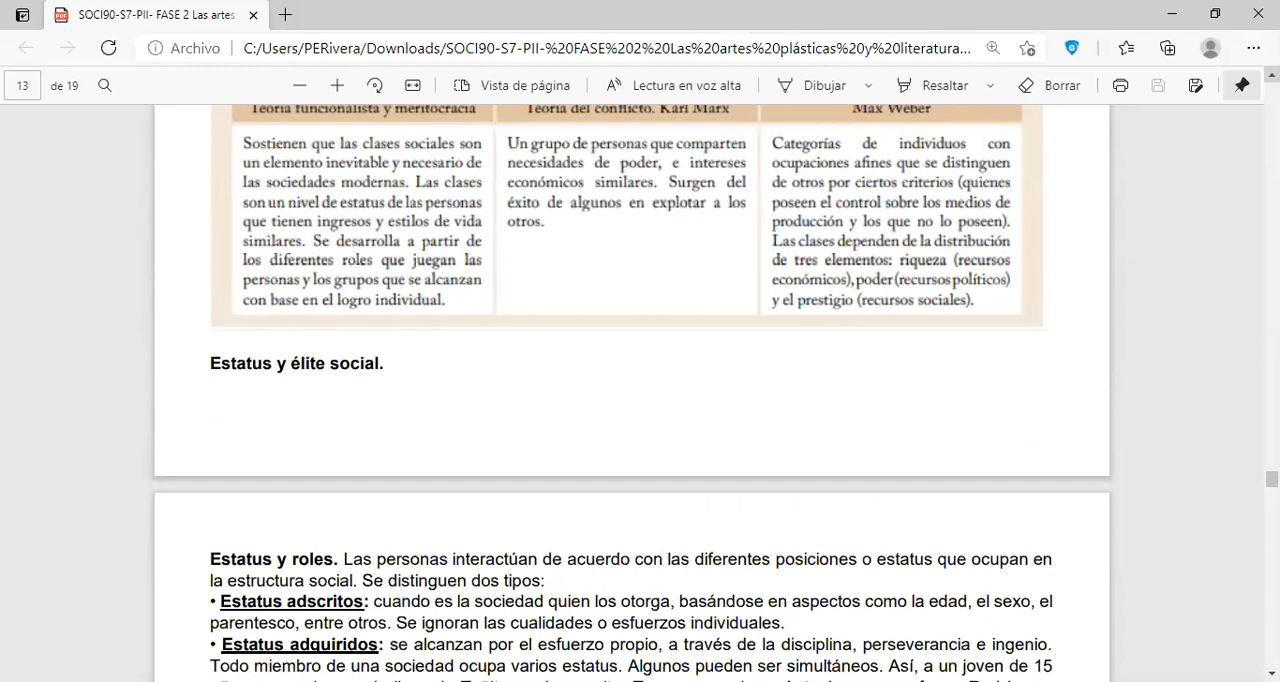 SOCI90-S7-PII- FASE 2 Las artes
Archivo C:/Users/PERivera/Downloads/SOCI90-S7-PII-%20FASE%202%20Las%20artes%20plásticas%20y%20literatura...
13 de 19 Vista de página Lectura en voz alta Dibujar Resaltar Borrar
Teoría funcionalista y meritocracia
Sostienen que las clases sociales son
un elemento inevitable y necesario de
las sociedades modernas. Las clases
son un nivel de estatus de las personas
que tienen ingresos y estilos de vida
similares. Se desarrolla a partir de
los diferentes roles que juegan las
personas y los grupos que se alcanzan
con base en el logro individual.
Teoría del conflicto. Karl Marx
Un grupo de personas que comparten
necesidades de poder, e intereses
económicos similares. Surgen del
éxito de algunos en explotar a los
otros.
Max Weber
Categorías de individuos con
ocupaciones afines que se distinguen
de otros por ciertos criterios (quienes
poseen el control sobre los medios de
producción y los que no lo poseen).
Las clases dependen de la distribución
de tres elementos: riqueza (recursos
económicos), poder (recursos políticos)
y el prestigio (recursos sociales).
Estatus y élite social.
Estatus y roles. Las personas interactúan de acuerdo con las diferentes posiciones o estatus que ocupan en
la estructura social. Se distinguen dos tipos:
• Estatus adscritos: cuando es la sociedad quien los otorga, basándose en aspectos como la edad, el sexo, el
parentesco, entre otros. Se ignoran las cualidades o esfuerzos individuales.
• Estatus adquiridos: se alcanzan por el esfuerzo propio, a través de la disciplina, perseverancia e ingenio.
Todo miembro de una sociedad ocupa varios estatus. Algunos pueden ser simultáneos. Así, a un joven de 15